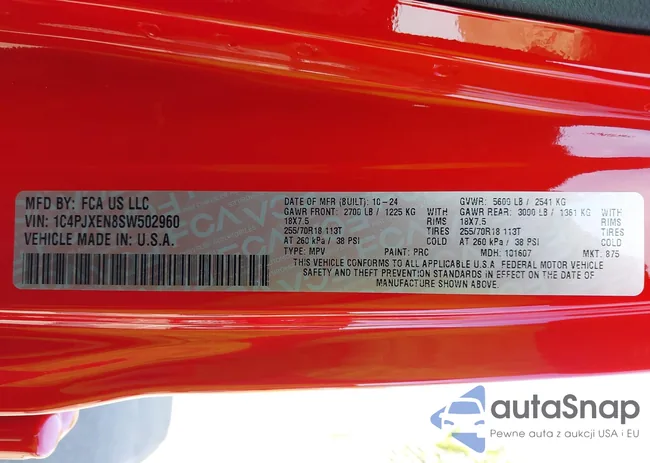 MFD BY: FCA US LLC
VIN: 1C4PJXEN8SW502960
VEHICLE MADE IN U.S.A.
DATE OF MFR (BUILT): 10-24
GAWR FRONT: 2700 LB / 1225 KG WITH
18X7.5 RIMS
255/70R18 113T TIRES
AT 260 kPa / 38 PSI COLD
TYPE: MPV PAINT: PRC
GVWR: 5600 LB / 2541 KG
GAWR REAR: 3000 LB / 1361 KG WITH
18X7.5 RIMS
255/70R18 113T TIRES
AT 260 kPa / 38 PSI COLD
MDH: 101607 MKT: 875
THIS VEHICLE CONFORMS TO ALL APPLICABLE U.S.A. FEDERAL MOTOR VEHICLE
SAFETY AND THEFT PREVENTION STANDARDS IN EFFECT ON THE DATE OF
MANUFACTURE SHOWN ABOVE.
autaSnap
Pewne auta z aukcji USA i EU